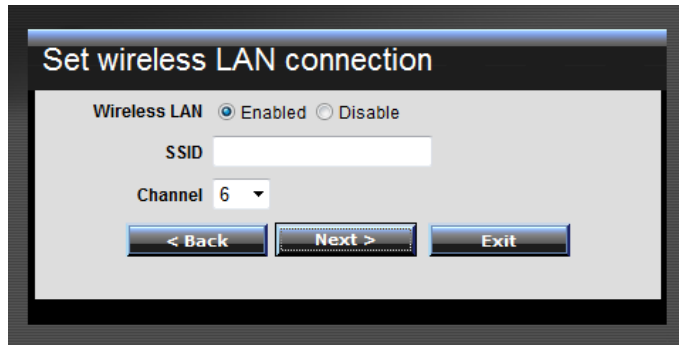 Set wireless LAN connection
Wireless LAN Enabled Disable
SSID
Channel 6
< Back Next > Exit